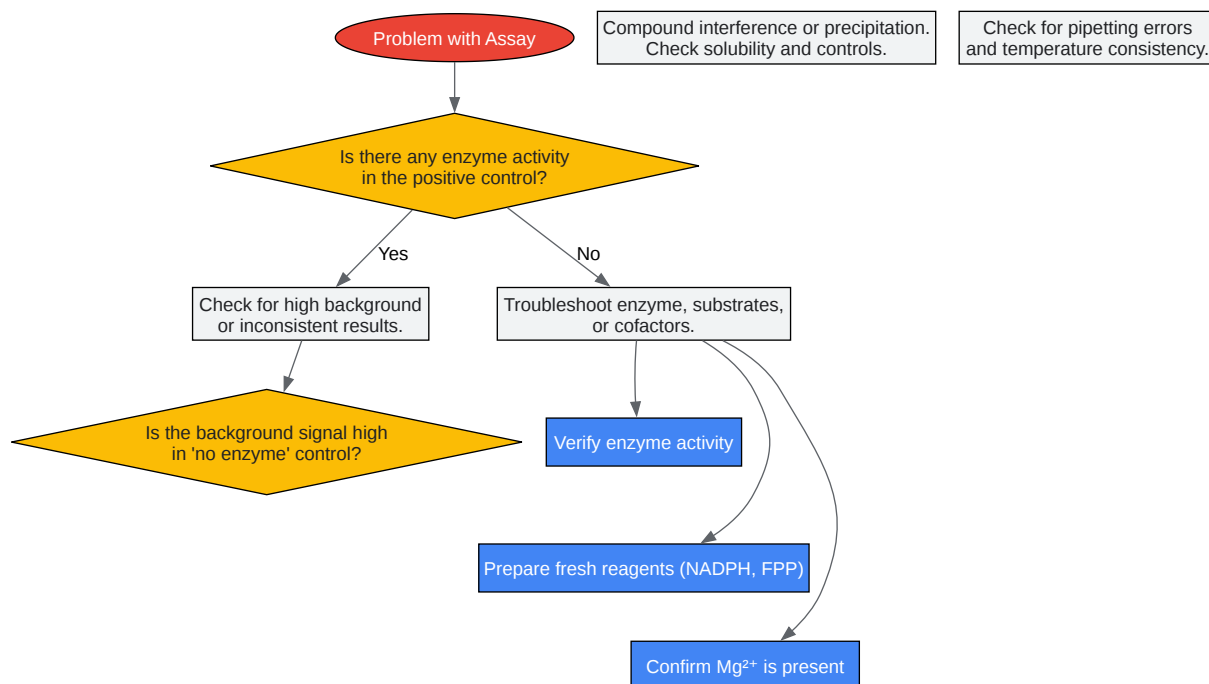 Problem with Assay
Compound interference or precipitation.
Check solubility and controls.
Check for pipetting errors
and temperature consistency.
Is there any enzyme activity
in the positive control?
Yes
No
Check for high background
or inconsistent results.
Troubleshoot enzyme, substrates,
or cofactors.
Is the background signal high
in 'no enzyme' control?
Verify enzyme activity
Prepare fresh reagents (NADPH, FPP)
Confirm Mg²⁺ is present